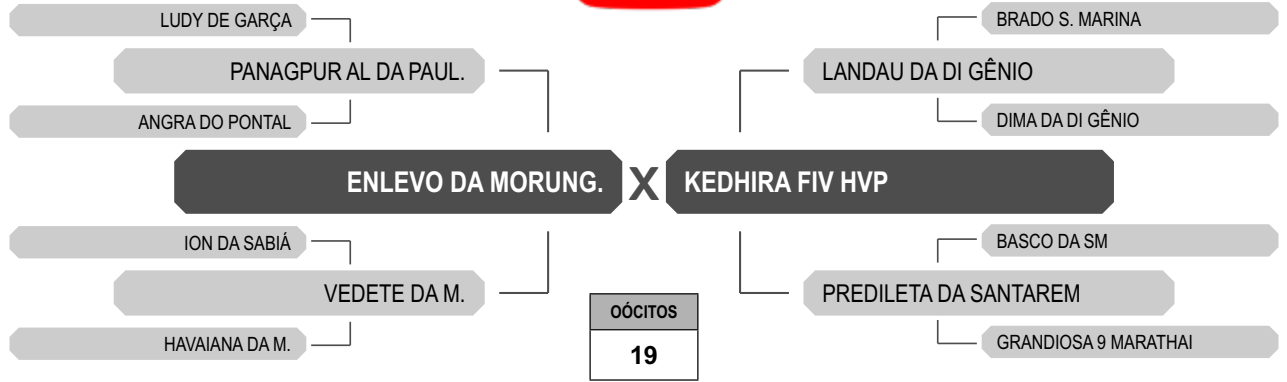 LUDY DE GARÇA
BRADO S. MARINA
PANAGPUR AL DA PAUL.
LANDAU DA DI GÊNIO
ANGRA DO PONTAL
DIMA DA DI GÊNIO
ENLEVO DA MORUNG. X KEDHIRA FIV HVP
ION DA SABIÁ
BASCO DA SM
VEDETE DA M.
PREDILETA DA SANTAREM
HAVAIANA DA M.
GRANDIOSA 9 MARATHAI
OÓCITOS
19